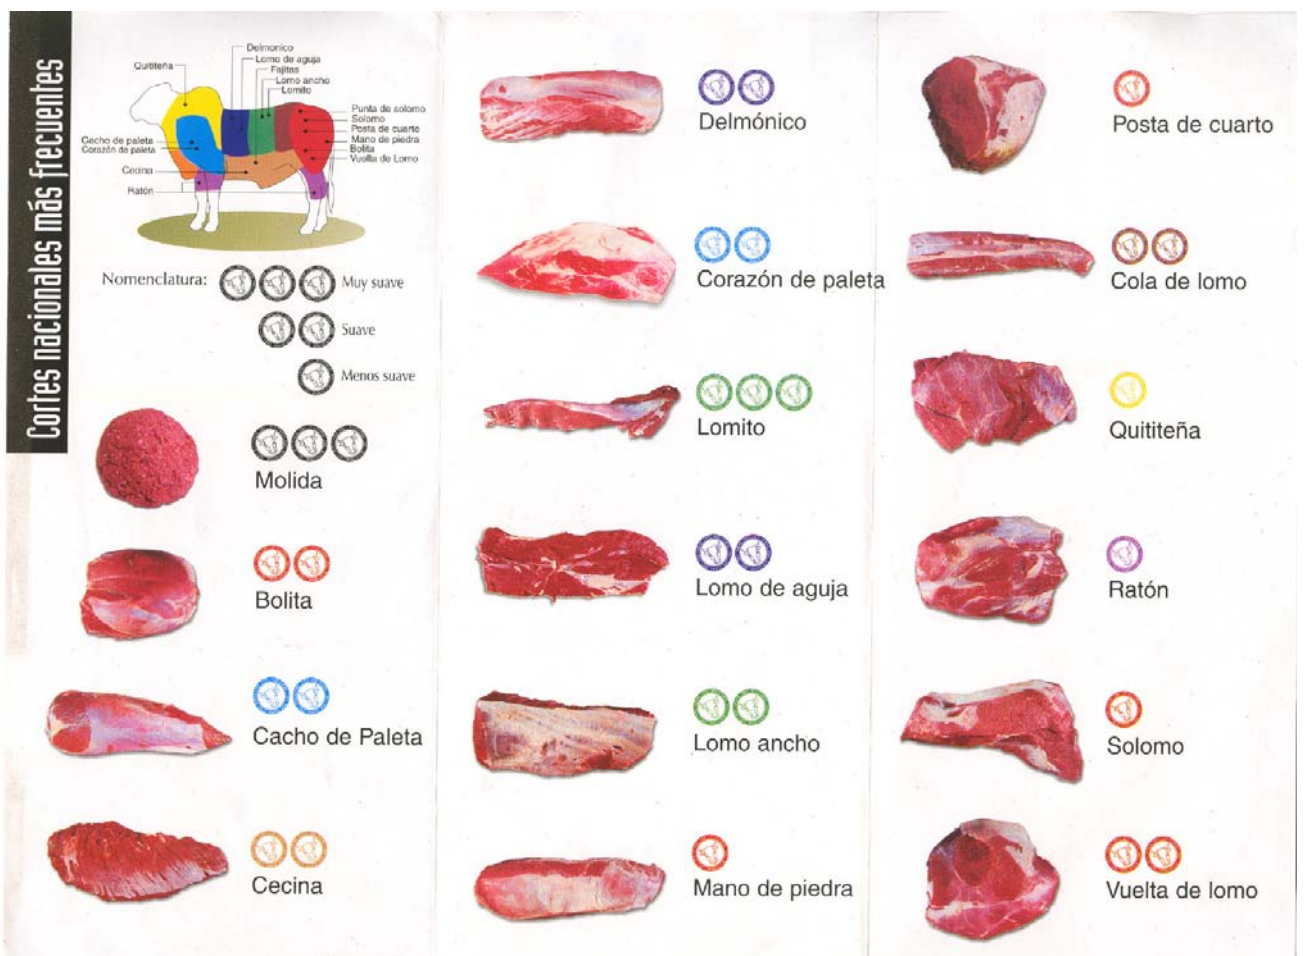 Cortes nacionales más frecuentes
Delmonico
Lomo de aguja
Fajitas
Lomo ancho
Lomito
Quititeña
Punta de solomo
Solomo
Posta de cuarto
Mano de piedra
Bolita
Vuelta de Lomo
Cacho de paleta
Corazón de paleta
Cecina
Ratón
Nomenclatura:
Muy suave
Suave
Menos suave
Molida
Bolita
Cacho de Paleta
Cecina
Delmónico
Corazón de paleta
Lomito
Lomo de aguja
Lomo ancho
Mano de piedra
Posta de cuarto
Cola de lomo
Quititeña
Ratón
Solomo
Vuelta de lomo